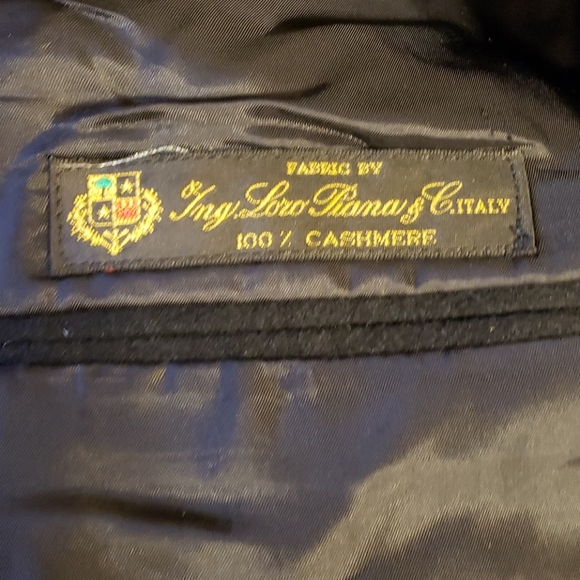 FABRIC BY
Ing. Loro Piana & C. ITALY
100 % CASHMERE